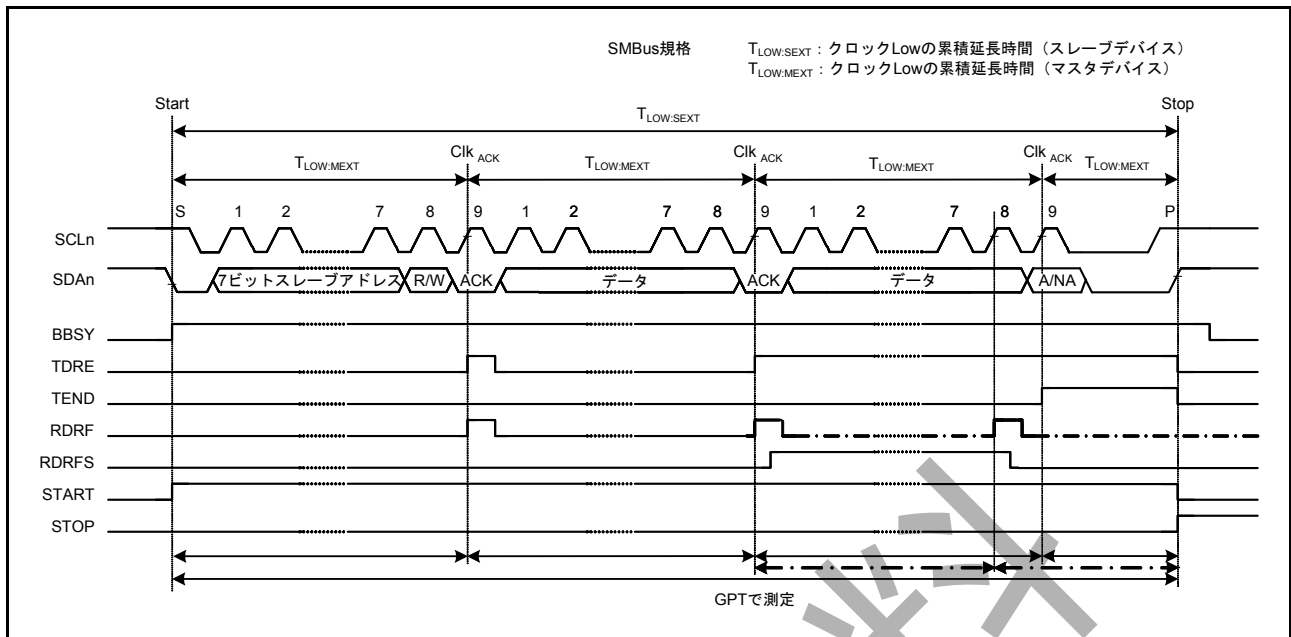 SMBus規格 TLOW:SEXT：クロックLowの累積延長時間（スレーブデバイス）
TLOW:MEXT：クロックLowの累積延長時間（マスタデバイス）
Start Stop
TLOW:SEXT
TLOW:MEXT Clk ACK TLOW:MEXT Clk ACK TLOW:MEXT Clk ACK TLOW:MEXT
S 1 2 7 8 9 1 2 7 8 9 1 2 7 8 9 P
SCLn
SDAn 7ビットスレーブアドレス R/W ACK データ ACK データ A/NA
BBSY
TDRE
TEND
RDRF
RDRFS
START
STOP
GPTで測定